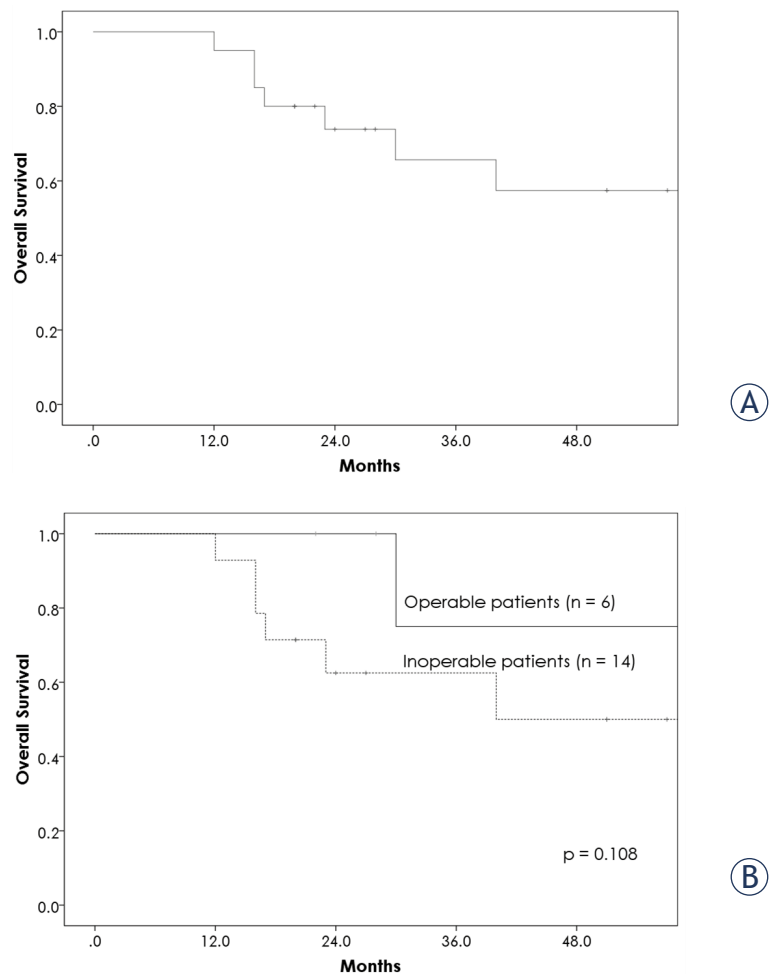 1.0
0.8
0.6
0.4
0.2
0.0
Overall Survival
.0 12.0 24.0 36.0 48.0
Months
A
1.0
0.8
0.6
0.4
0.2
0.0
Overall Survival
Operable patients (n = 6)
Inoperable patients (n = 14)
p = 0.108
.0 12.0 24.0 36.0 48.0
Months
B